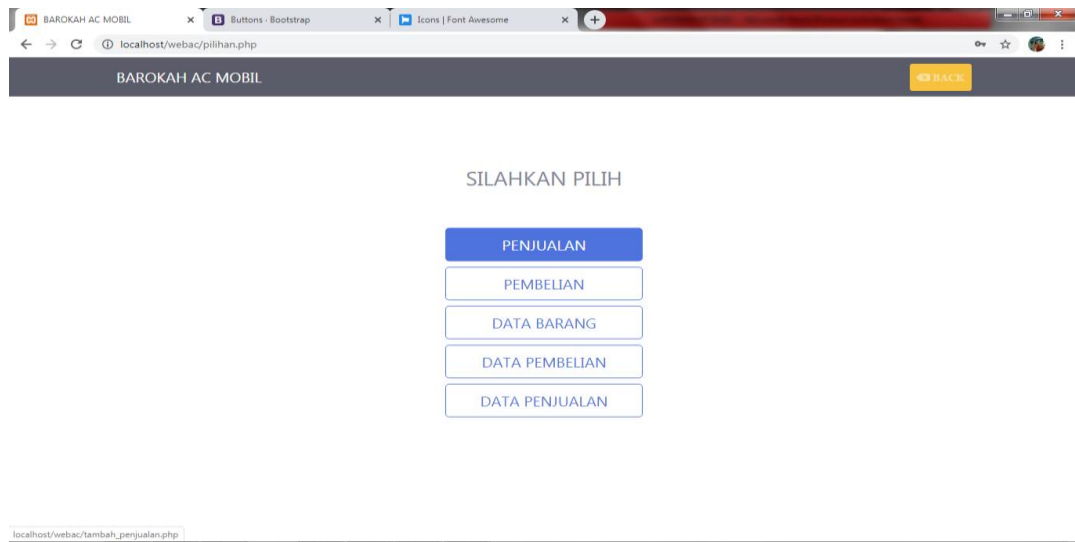 BAROKAH AC MOBIL
Buttons · Bootstrap
Icons | Font Awesome
localhost/webac/pilihan.php
BAROKAH AC MOBIL
BACK
SILAHKAN PILIH
PENJUALAN
PEMBELIAN
DATA BARANG
DATA PEMBELIAN
DATA PENJUALAN
localhost/webac/tambah_penjualan.php